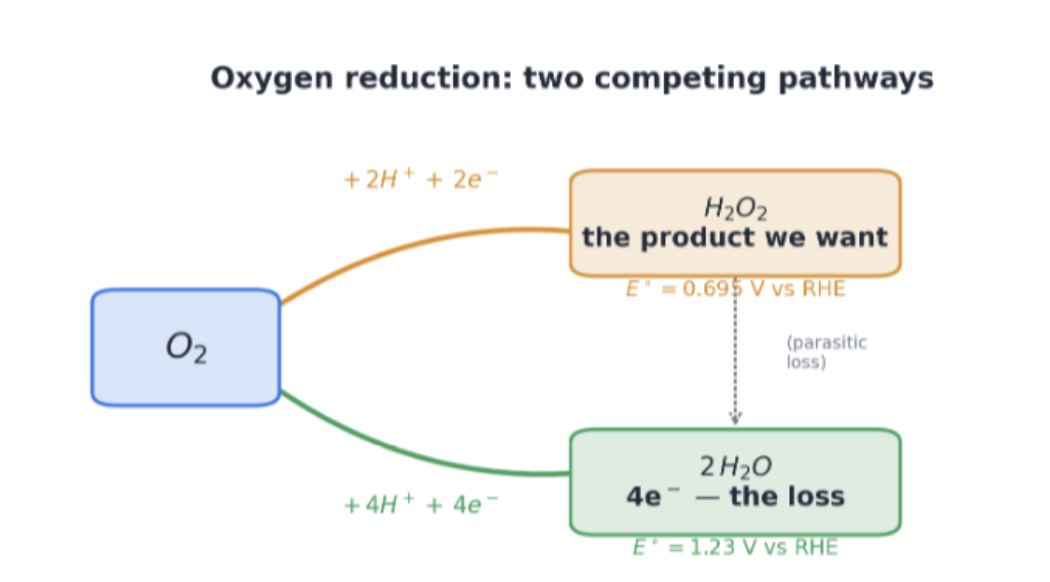 Oxygen reduction: two competing pathways
+ 2H⁺ + 2e⁻
H₂O₂
the product we want
E° = 0.695 V vs RHE
O₂
(parasitic
loss)
2 H₂O
4e⁻ — the loss
+ 4H⁺ + 4e⁻
E° = 1.23 V vs RHE